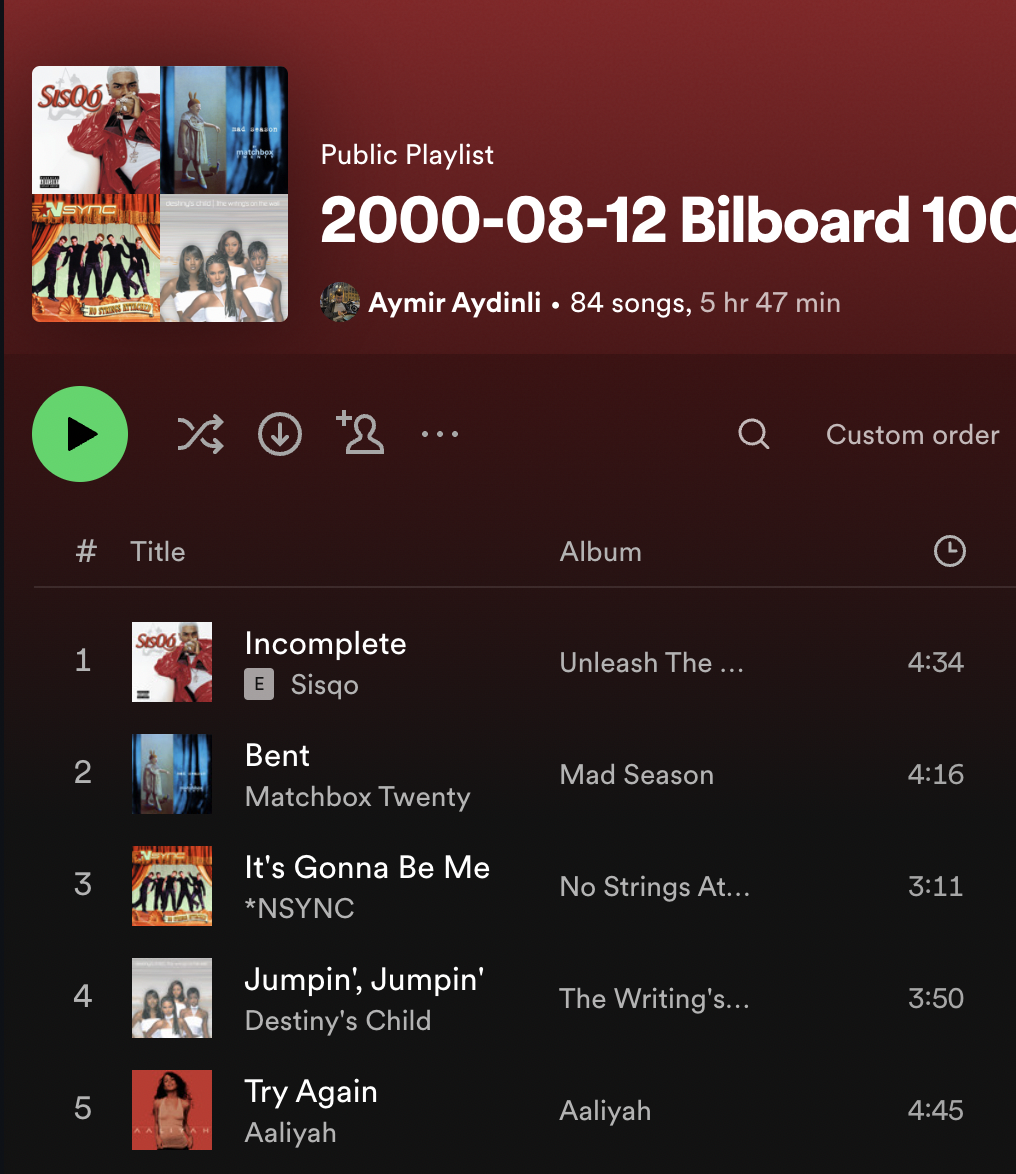 SISQÓ
mad season
matchbox
TWENTY
Public Playlist
*NSYNC
destiny's child | the writing's on the wall
2000-08-12 Bilboard 100
NO STRINGS ATTACHED
Aymir Aydinli • 84 songs, 5 hr 47 min
Custom order
# Title Album
1 SISQÓ Incomplete Unleash The ... 4:34
E Sisqo
2 Bent Mad Season 4:16
Matchbox Twenty
3 It's Gonna Be Me No Strings At... 3:11
*NSYNC
4 Jumpin', Jumpin' The Writing's... 3:50
Destiny's Child
5 Try Again Aaliyah 4:45
AALIYAH Aaliyah